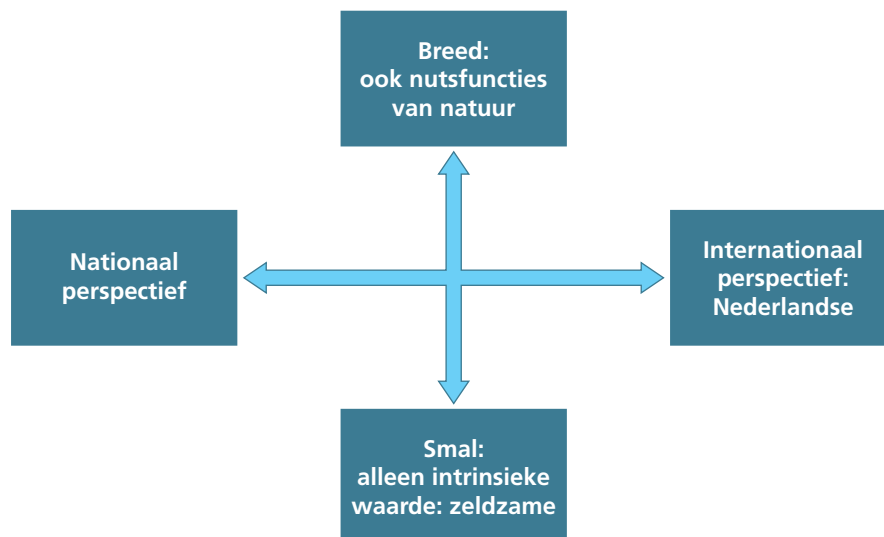 Breed:
ook nutsfuncties
van natuur
Nationaal
perspectief
Internationaal
perspectief:
Nederlandse
Smal:
alleen intrinsieke
waarde: zeldzame